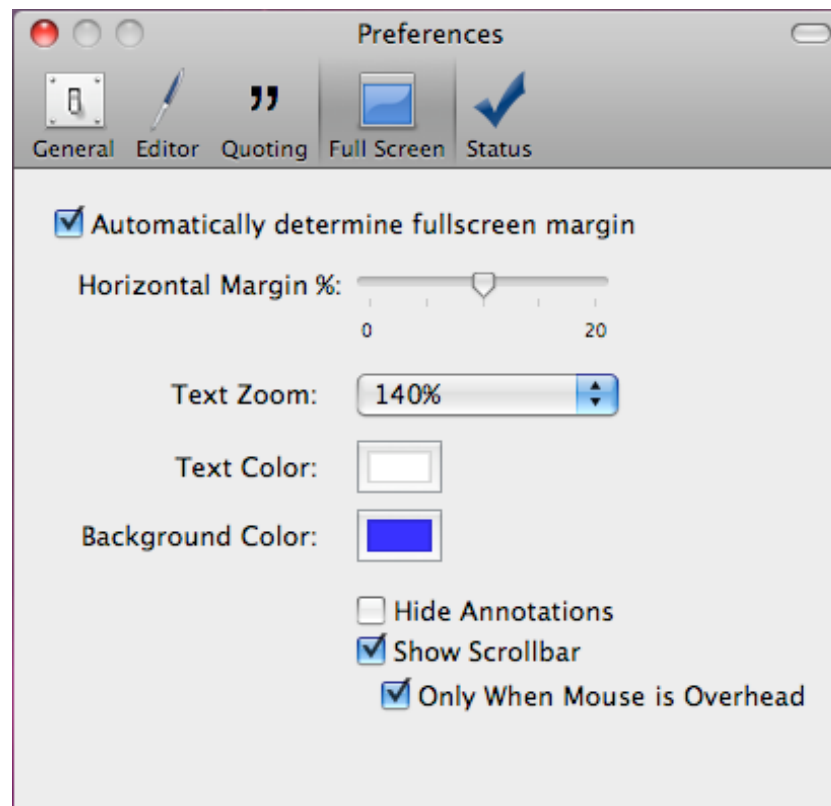 Preferences
General Editor Quoting Full Screen Status
Automatically determine fullscreen margin
Horizontal Margin %:
0 20
Text Zoom: 140%
Text Color:
Background Color:
Hide Annotations
Show Scrollbar
Only When Mouse is Overhead